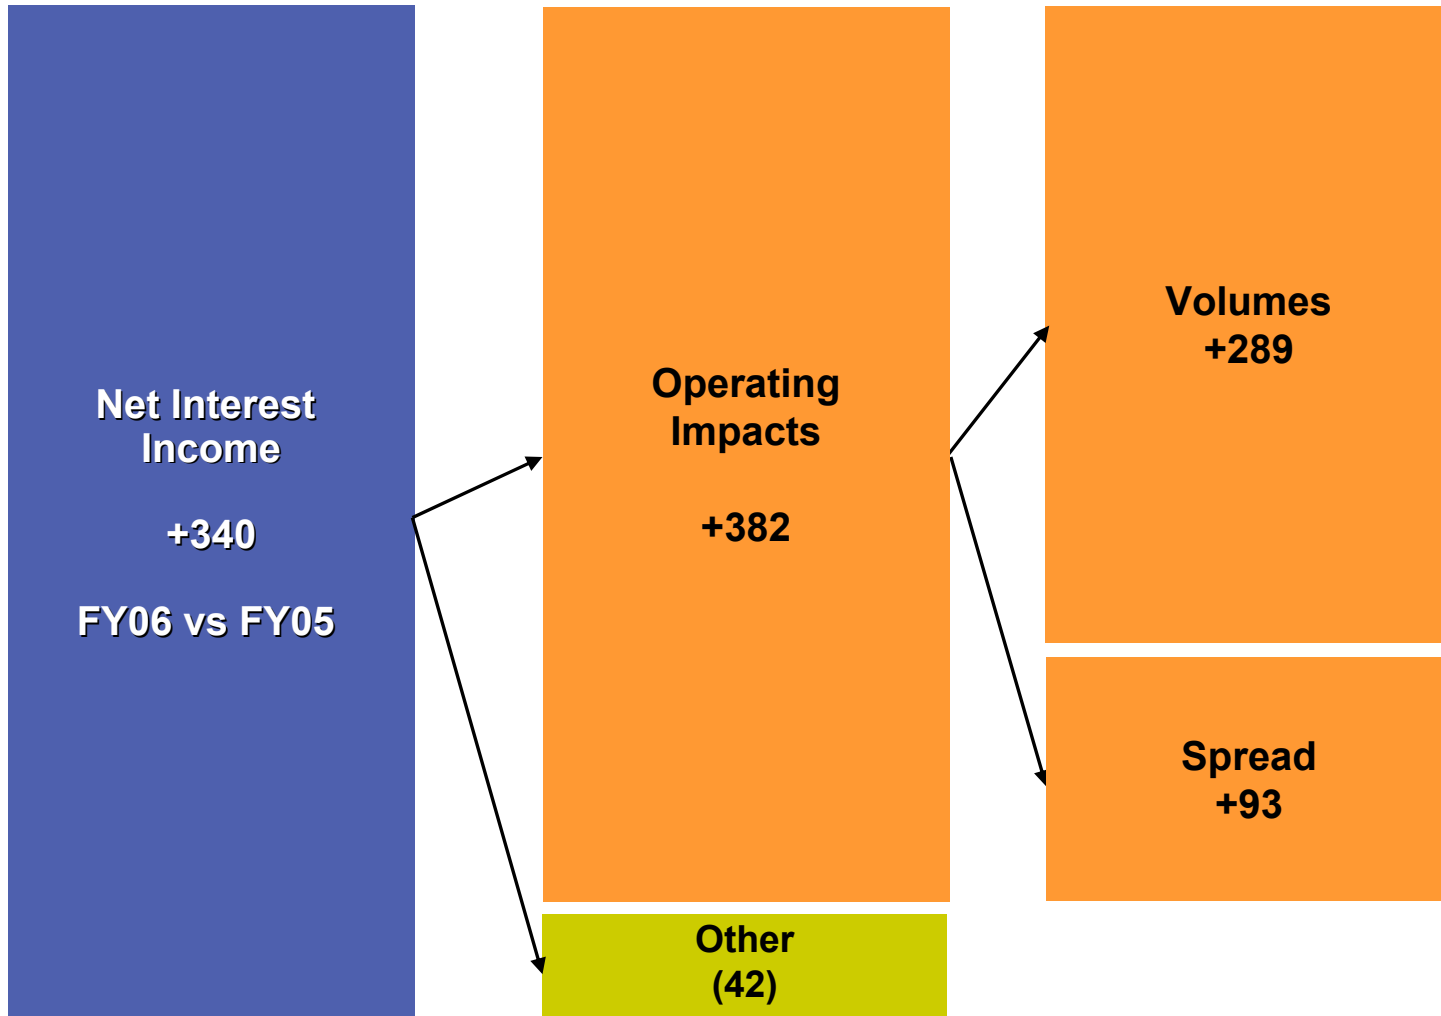 Net Interest
Income
+340
FY06 vs FY05
Operating
Impacts
+382
Other
(42)
Volumes
+289
Spread
+93